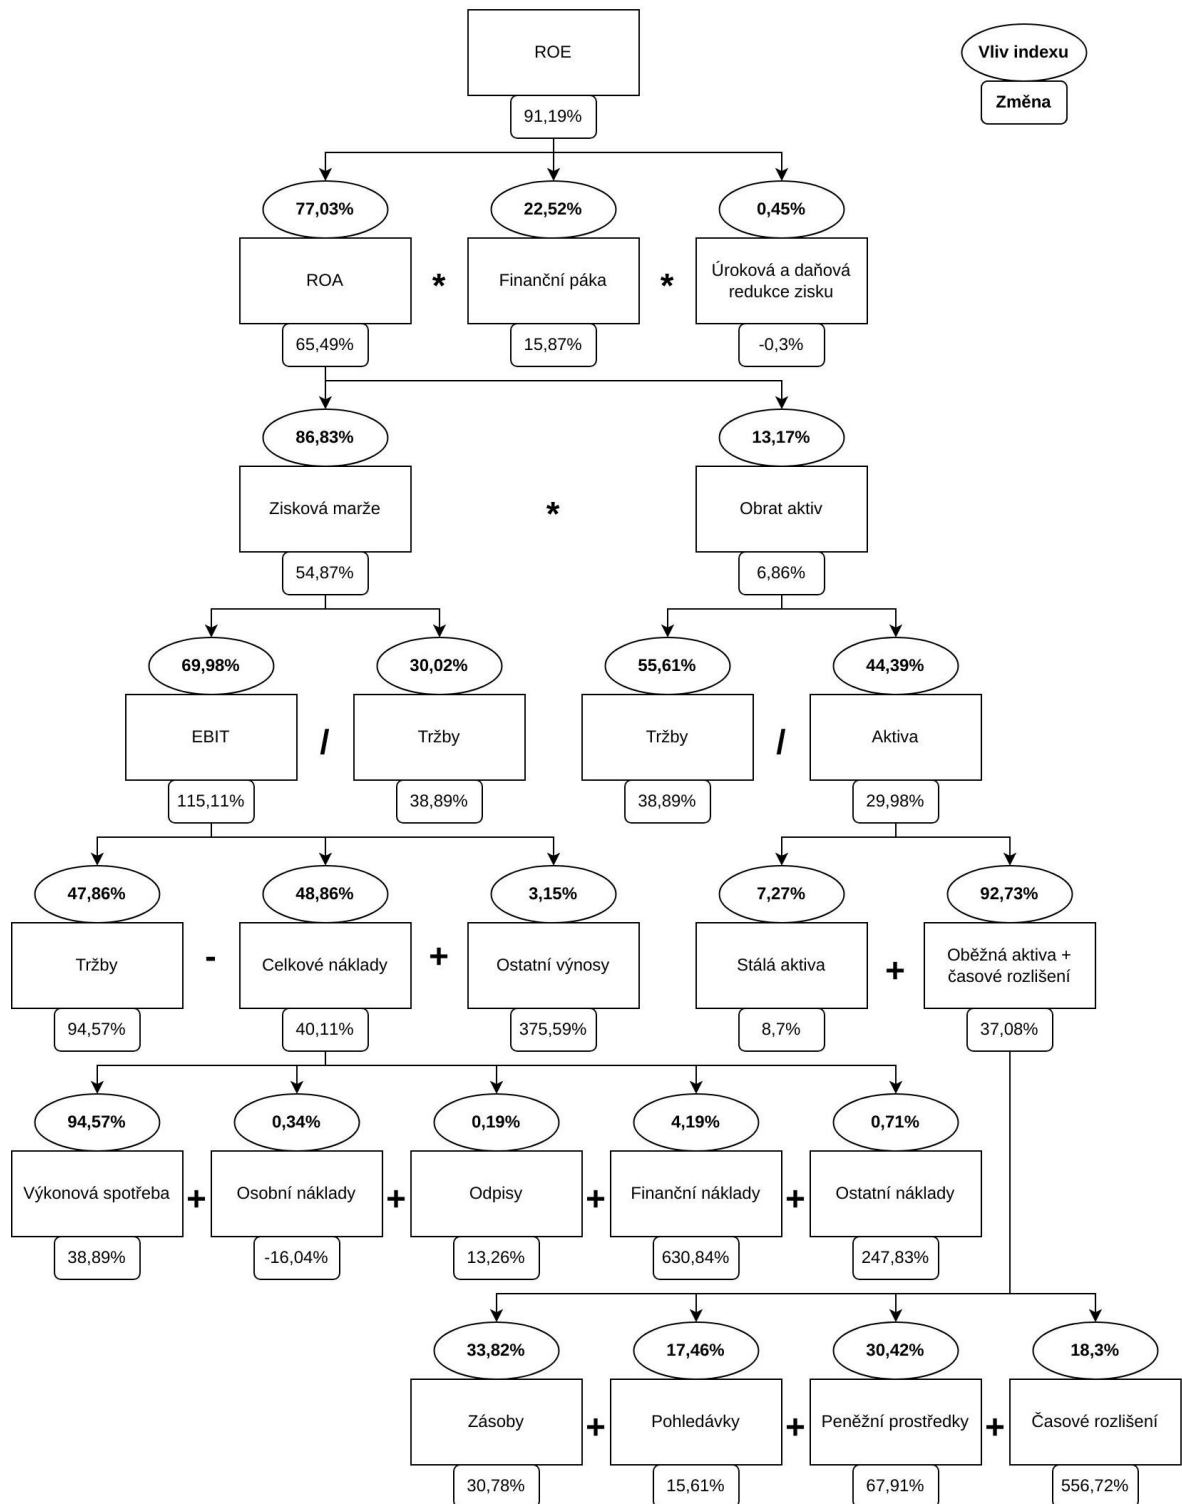 ROE
Vliv indexu
Změna
91,19%
77,03%
22,52%
0,45%
ROA
*
Finanční páka
*
Úroková a daňová
redukce zisku
65,49%
15,87%
-0,3%
86,83%
13,17%
Zisková marže
*
Obrat aktiv
54,87%
6,86%
69,98%
30,02%
55,61%
44,39%
EBIT
/
Tržby
Tržby
/
Aktiva
115,11%
38,89%
38,89%
29,98%
47,86%
48,86%
3,15%
7,27%
92,73%
Tržby
-
Celkové náklady
+
Ostatní výnosy
Stálá aktiva
+
Oběžná aktiva +
časové rozlišení
94,57%
40,11%
375,59%
8,7%
37,08%
94,57%
0,34%
0,19%
4,19%
0,71%
Výkonová spotřeba
+
Osobní náklady
+
Odpisy
+
Finanční náklady
+
Ostatní náklady
38,89%
-16,04%
13,26%
630,84%
247,83%
33,82%
17,46%
30,42%
18,3%
Zásoby
+
Pohledávky
+
Peněžní prostředky
+
Časové rozlišení
30,78%
15,61%
67,91%
556,72%